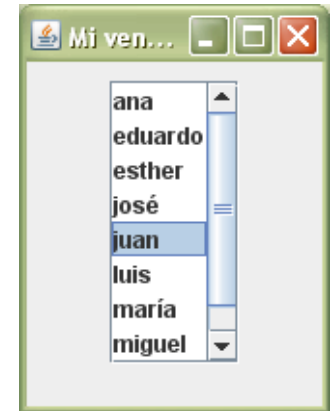 Mi ven...
ana
eduardo
esther
josé
juan
luis
maría
miguel